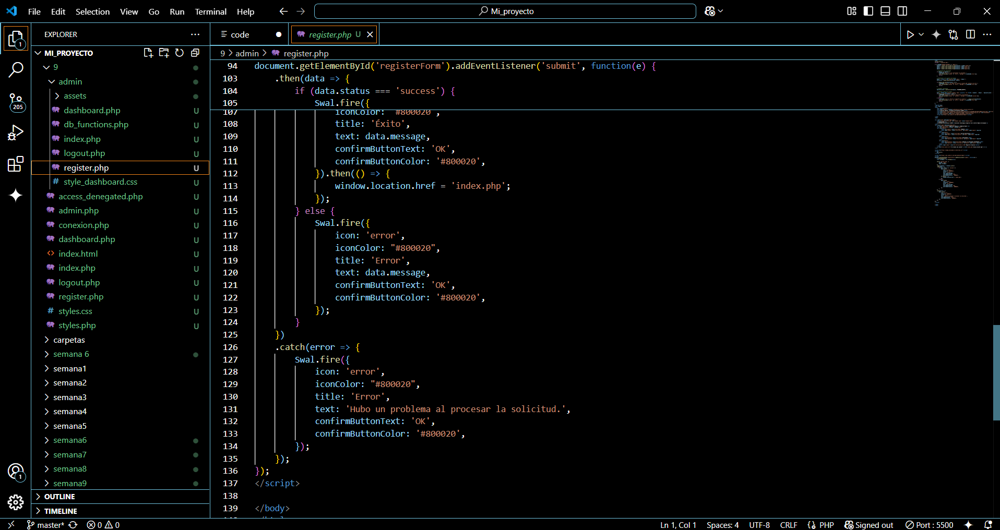 File Edit Selection View Go Run Terminal Help
Mi_proyecto
EXPLORER
code
register.php U
MI_PROYECTO
9 > admin > register.php
9
admin
assets
dashboard.php U
db_functions.php U
index.php U
logout.php U
register.php U
style_dashboard.css U
access_denegated.php U
admin.php U
conexion.php U
dashboard.php U
index.html U
index.php U
logout.php U
register.php U
styles.css U
styles.php U
carpetas
semana 6
semana1
semana2
semana3
semana4
semana5
semana6
semana7
semana8
semana9
OUTLINE
TIMELINE
1
205
1
94 document.getElementById('registerForm').addEventListener('submit', function(e) {
103 .then(data => {
104 if (data.status === 'success') {
105 Swal.fire({
107 iconColor: "#800020",
108 title: 'Éxito',
109 text: data.message,
110 confirmButtonText: 'OK',
111 confirmButtonColor: '#800020',
112 }).then(() => {
113 window.location.href = 'index.php';
114 });
115 } else {
116 Swal.fire({
117 icon: 'error',
118 iconColor: "#800020",
119 title: 'Error',
120 text: data.message,
121 confirmButtonText: 'OK',
122 confirmButtonColor: '#800020',
123 });
124 }
125 })
126 .catch(error => {
127 Swal.fire({
128 icon: 'error',
129 iconColor: "#800020",
130 title: 'Error',
131 text: 'Hubo un problema al procesar la solicitud.',
132 confirmButtonText: 'OK',
133 confirmButtonColor: '#800020',
134 });
135 });
136 });
137 </script>
138
139 </body>
master* 0 0
Ln 1, Col 1 Spaces: 4 UTF-8 CRLF PHP Signed out Port : 5500